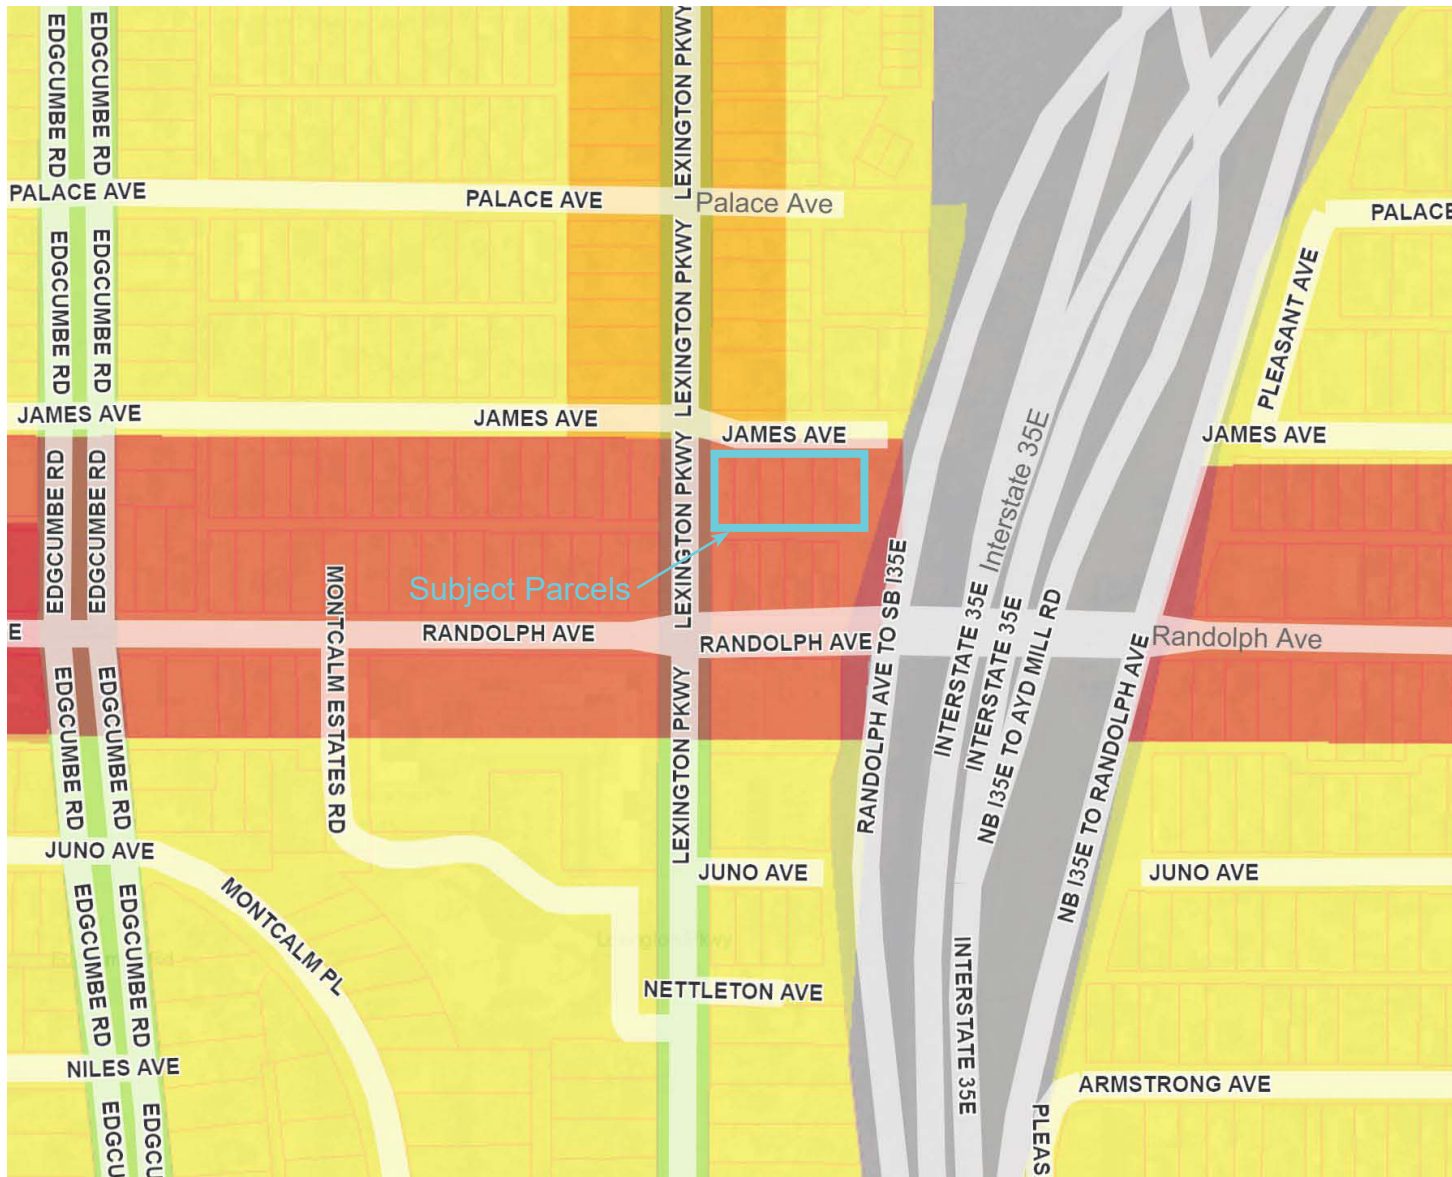 EDGCUMBE RD
EDGCUMBE RD
LEXINGTON PKWY
PALACE AVE
PALACE AVE
Palace Ave
PALACE
EDGCUMBE RD
EDGCUMBE RD
LEXINGTON PKWY
PLEASANT AVE
JAMES AVE
JAMES AVE
JAMES AVE
JAMES AVE
EDGCUMBE RD
EDGCUMBE RD
LEXINGTON PKWY
Interstate 35E
Subject Parcels
MONTCALM ESTATES RD
RANDOLPH AVE TO SB I35E
INTERSTATE 35E
INTERSTATE 35E
NB I35E TO AYD MILL RD
NB I35E TO RANDOLPH AVE
E
RANDOLPH AVE
RANDOLPH AVE
Randolph Ave
EDGCUMBE RD
EDGCUMBE RD
LEXINGTON PKWY
JUNO AVE
JUNO AVE
JUNO AVE
MONTCALM PL
EDGCUMBE RD
EDGCUMBE RD
Lexington Pkwy
NETTLETON AVE
INTERSTATE 35E
NILES AVE
ARMSTRONG AVE
EDGCU
EDGCU
PLEAS